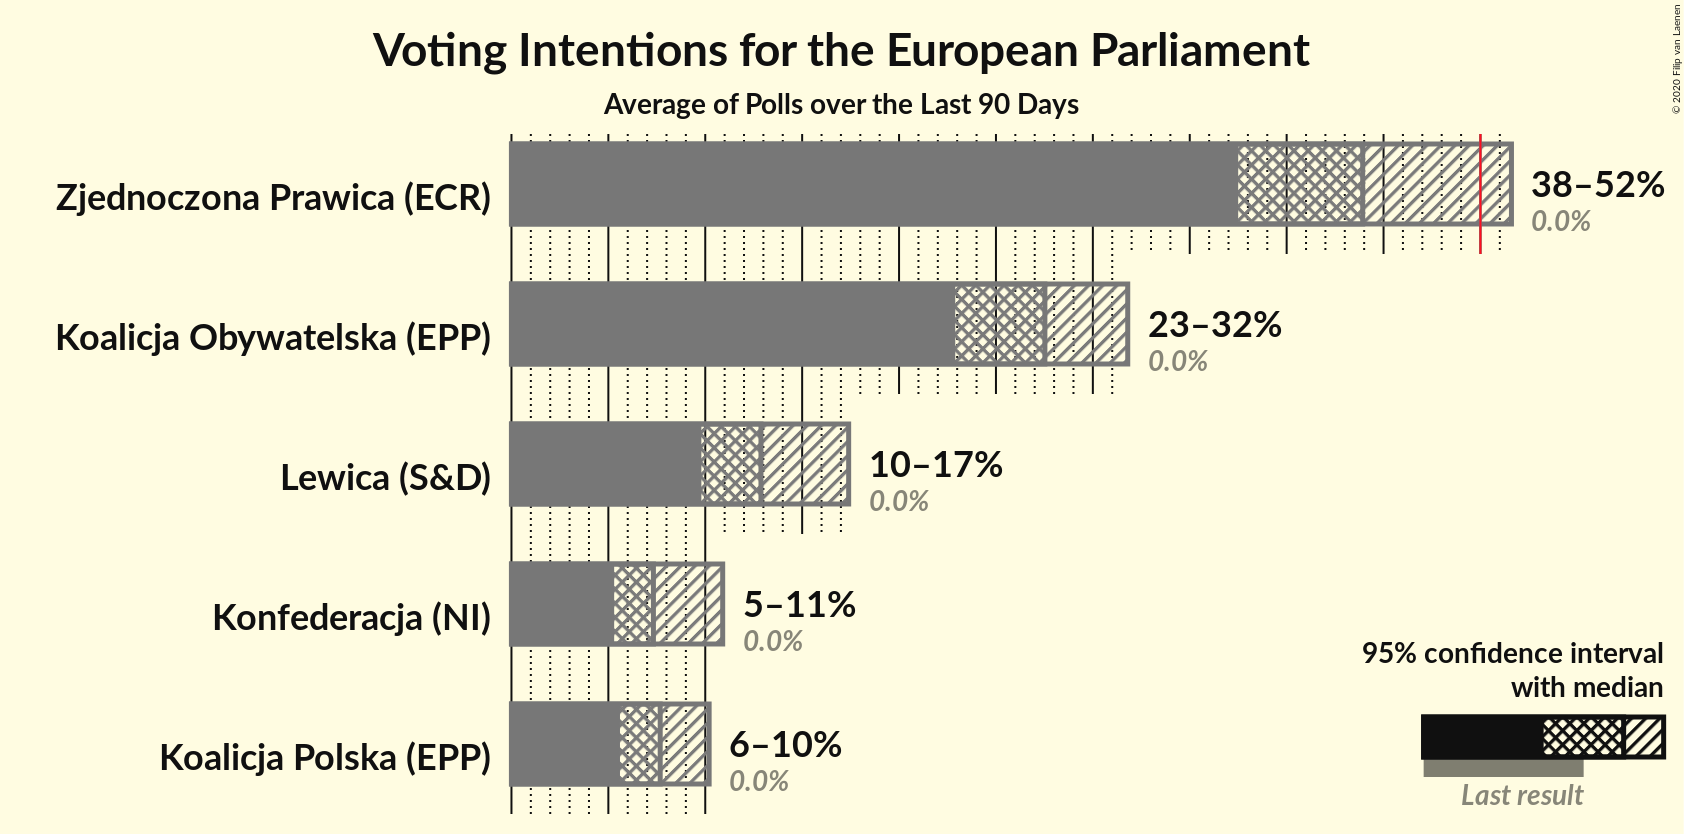 Voting Intentions for the European Parliament
Average of Polls over the Last 90 Days
© 2020 Filip van Laenen
Zjednoczona Prawica (ECR)
38–52%
0.0%
Koalicja Obywatelska (EPP)
23–32%
0.0%
Lewica (S&D)
10–17%
0.0%
Konfederacja (NI)
5–11%
0.0%
Koalicja Polska (EPP)
6–10%
0.0%
95% confidence interval
with median
Last result